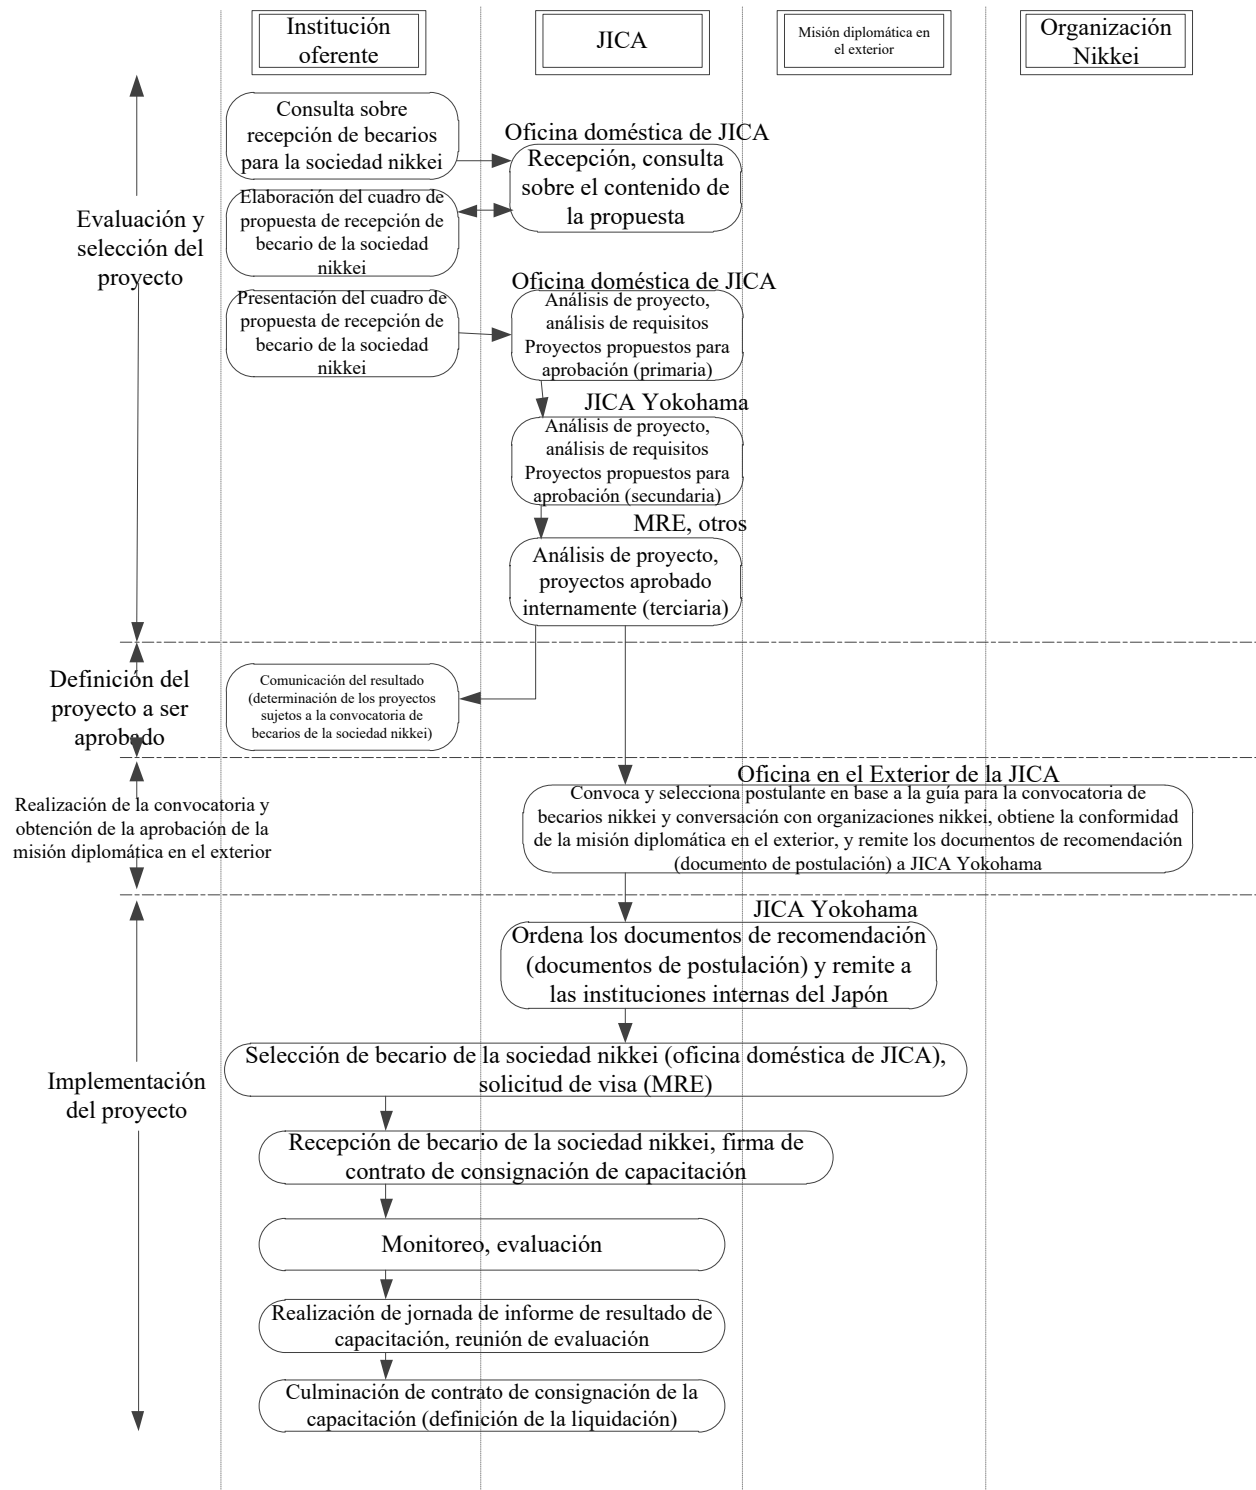 Institución
oferente
JICA
Misión diplomática en
el exterior
Organización
Nikkei
Evaluación y
selección del
proyecto
Consulta sobre
recepción de becarios
para la sociedad nikkei
Oficina doméstica de JICA
Recepción, consulta
sobre el contenido de
la propuesta
Elaboración del cuadro de
propuesta de recepción de
becario de la sociedad
nikkei
Presentación del cuadro de
propuesta de recepción de
becario de la sociedad
nikkei
Oficina doméstica de JICA
Análisis de proyecto,
análisis de requisitos
Proyectos propuestos para
aprobación (primaria)
JICA Yokohama
Análisis de proyecto,
análisis de requisitos
Proyectos propuestos para
aprobación (secundaria)
MRE, otros
Análisis de proyecto,
proyectos aprobado
internamente (terciaria)
Definición del
proyecto a ser
aprobado
Comunicación del resultado
(determinación de los proyectos
sujetos a la convocatoria de
becarios de la sociedad nikkei)
Realización de la convocatoria y
obtención de la aprobación de la
misión diplomática en el exterior
Oficina en el Exterior de la JICA
Convoca y selecciona postulante en base a la guía para la convocatoria de
becarios nikkei y conversación con organizaciones nikkei, obtiene la conformidad
de la misión diplomática en el exterior, y remite los documentos de recomendación
(documento de postulación) a JICA Yokohama
Implementación
del proyecto
JICA Yokohama
Ordena los documentos de recomendación
(documentos de postulación) y remite a
las instituciones internas del Japón
Selección de becario de la sociedad nikkei (oficina doméstica de JICA),
solicitud de visa (MRE)
Recepción de becario de la sociedad nikkei, firma de
contrato de consignación de capacitación
Monitoreo, evaluación
Realización de jornada de informe de resultado de
capacitación, reunión de evaluación
Culminación de contrato de consignación de la
capacitación (definición de la liquidación)